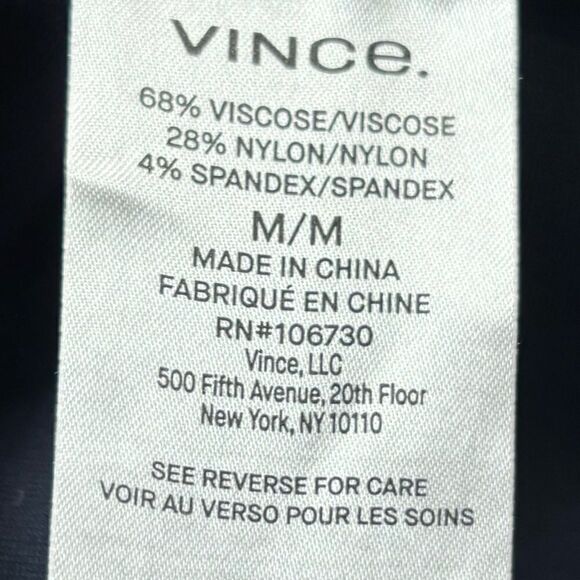 VINCe.
68% VISCOSE/VISCOSE
28% NYLON/NYLON
4% SPANDEX/SPANDEX
M/M
MADE IN CHINA
FABRIQUÉ EN CHINE
RN#106730
Vince, LLC
500 Fifth Avenue, 20th Floor
New York, NY 10110
SEE REVERSE FOR CARE
VOIR AU VERSO POUR LES SOINS